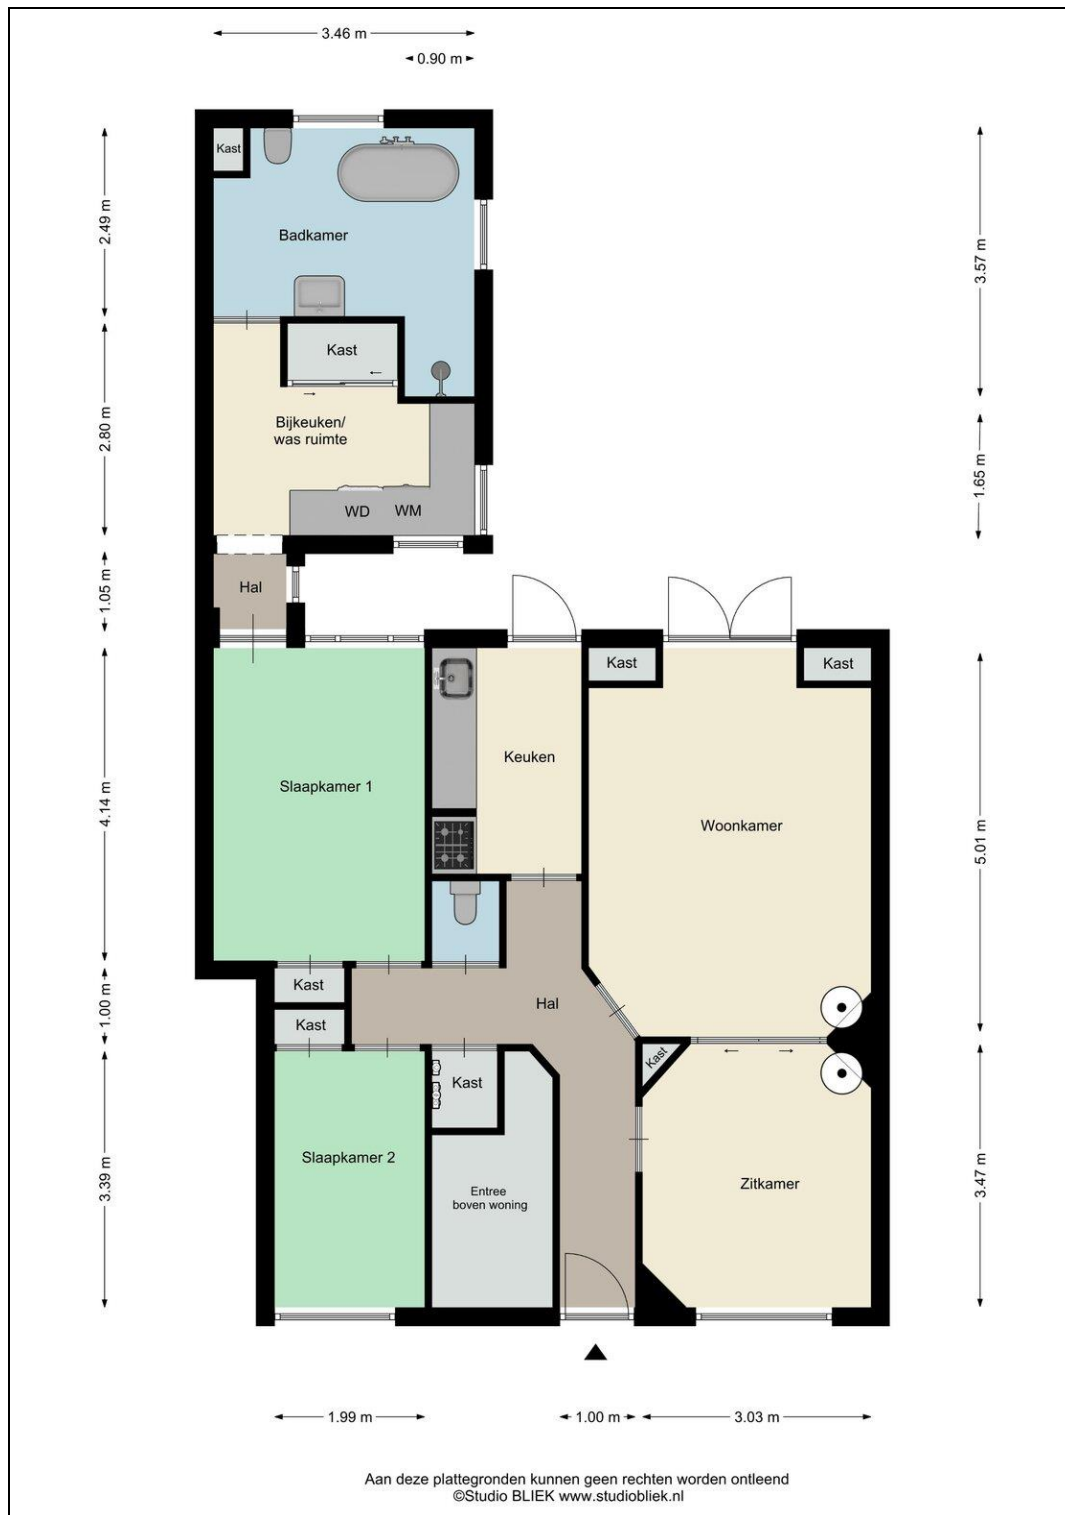 3.46 m
0.90 m
Kast
Badkamer
2.49 m
3.57 m
Kast
Bijkeuken/
was ruimte
2.80 m
1.65 m
WD
WM
Hal
1.05 m
Kast
Kast
Keuken
Slaapkamer 1
Woonkamer
4.14 m
5.01 m
Kast
Hal
1.00 m
Kast
Kast
Kast
Slaapkamer 2
Zitkamer
Entree
boven woning
3.39 m
3.47 m
1.99 m
1.00 m
3.03 m
Aan deze plattegronden kunnen geen rechten worden ontleend
©Studio BLIEK www.studiobliek.nl